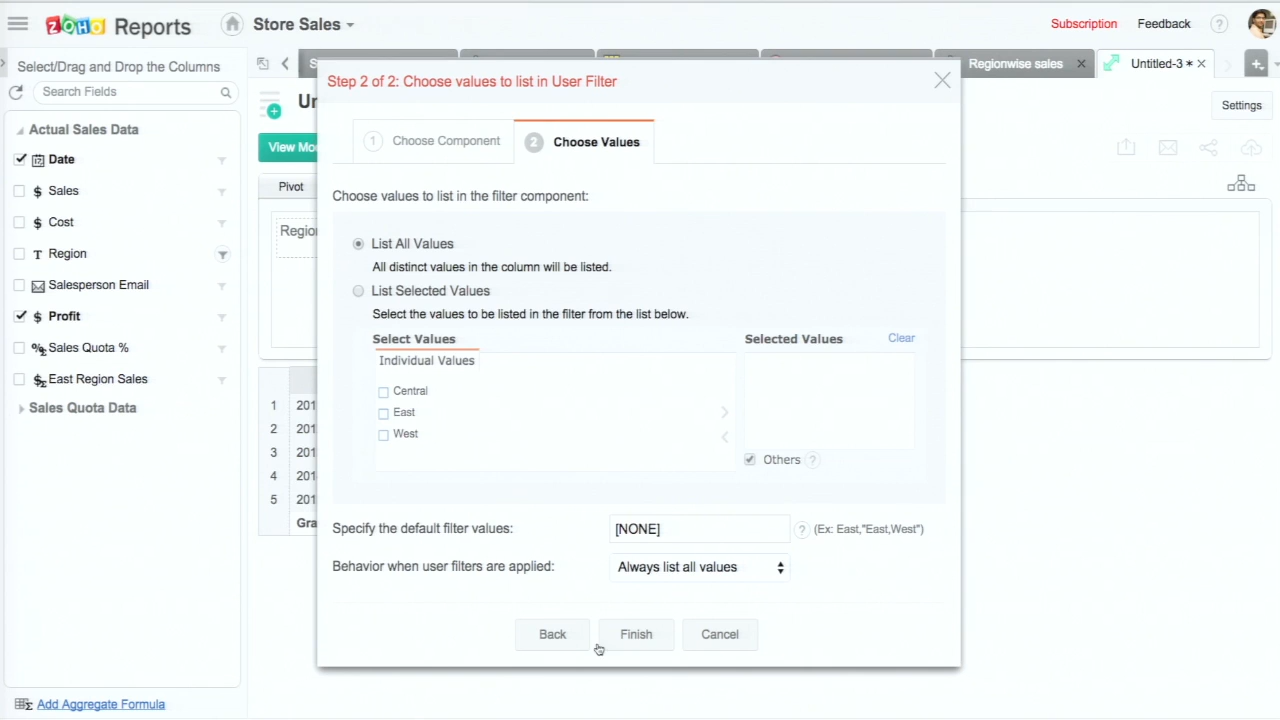 ZOHO Reports
Store Sales
Subscription
Feedback
?
Select/Drag and Drop the Columns
Search Fields
Actual Sales Data
Date
$ Sales
$ Cost
T Region
Salesperson Email
$ Profit
% Sales Quota %
$ East Region Sales
Sales Quota Data
Add Aggregate Formula
Regionwise sales
Untitled-3 *
Settings
View Mo
Pivot
Regio
1 201
2 201
3 201
4 201
5 201
Gra
Step 2 of 2: Choose values to list in User Filter
1 Choose Component
2 Choose Values
Choose values to list in the filter component:
List All Values
All distinct values in the column will be listed.
List Selected Values
Select the values to be listed in the filter from the list below.
Select Values
Selected Values
Clear
Individual Values
Central
East
West
Others ?
Specify the default filter values:
[NONE]
? (Ex: East,"East,West")
Behavior when user filters are applied:
Always list all values
Back
Finish
Cancel